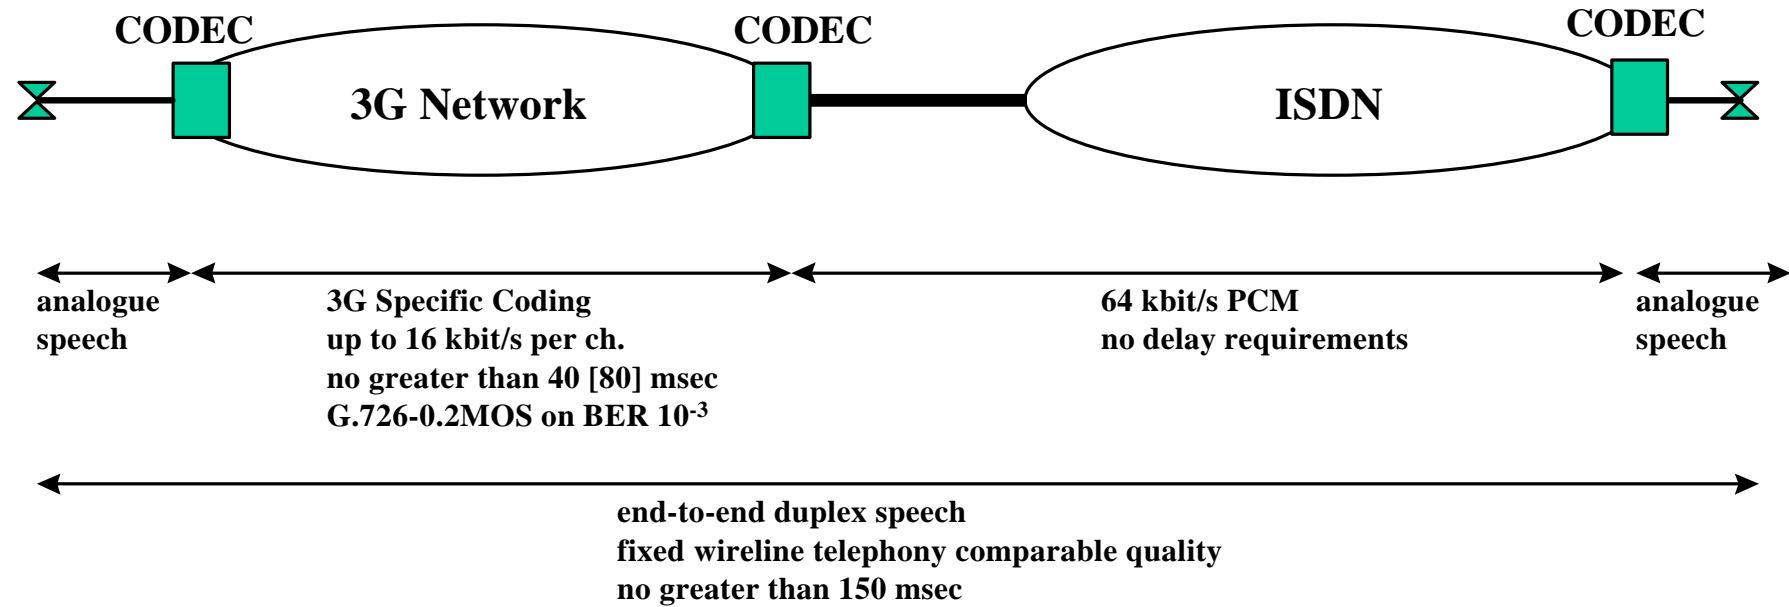 CODEC
CODEC
CODEC
3G Network
ISDN
analogue
speech
3G Specific Coding
up to 16 kbit/s per ch.
no greater than 40 [80] msec
G.726-0.2MOS on BER 10-3
64 kbit/s PCM
no delay requirements
analogue
speech
end-to-end duplex speech
fixed wireline telephony comparable quality
no greater than 150 msec